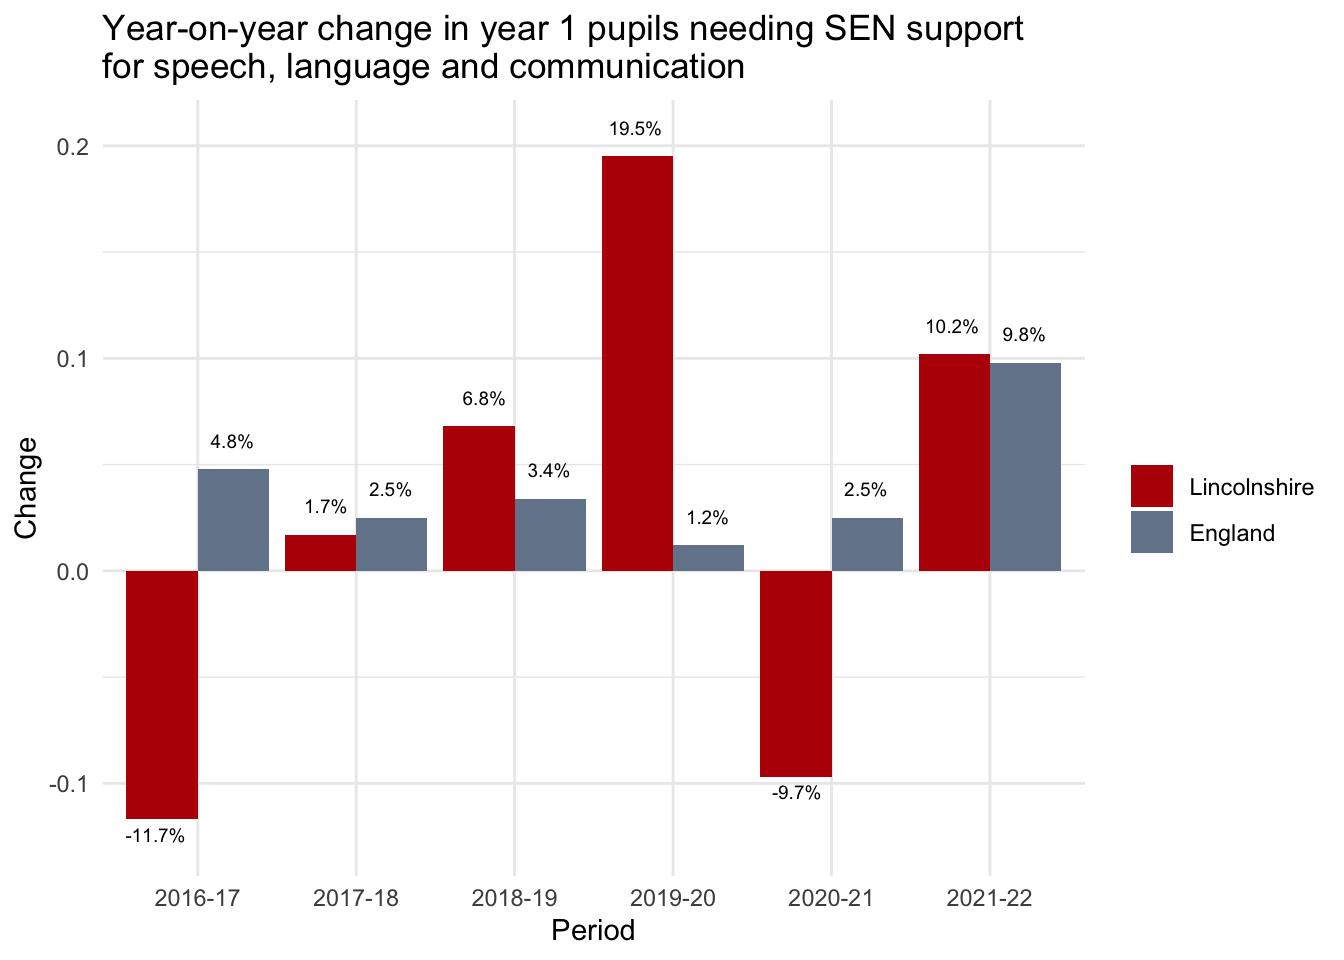 Year-on-year change in year 1 pupils needing SEN support
for speech, language and communication
19.5%
0.2
10.2%
9.8%
0.1
6.8%
4.8%
3.4%
2.5%
2.5%
1.7%
1.2%
Change
Lincolnshire
England
0.0
-0.1
-9.7%
-11.7%
2016-17 2017-18 2018-19 2019-20 2020-21 2021-22
Period